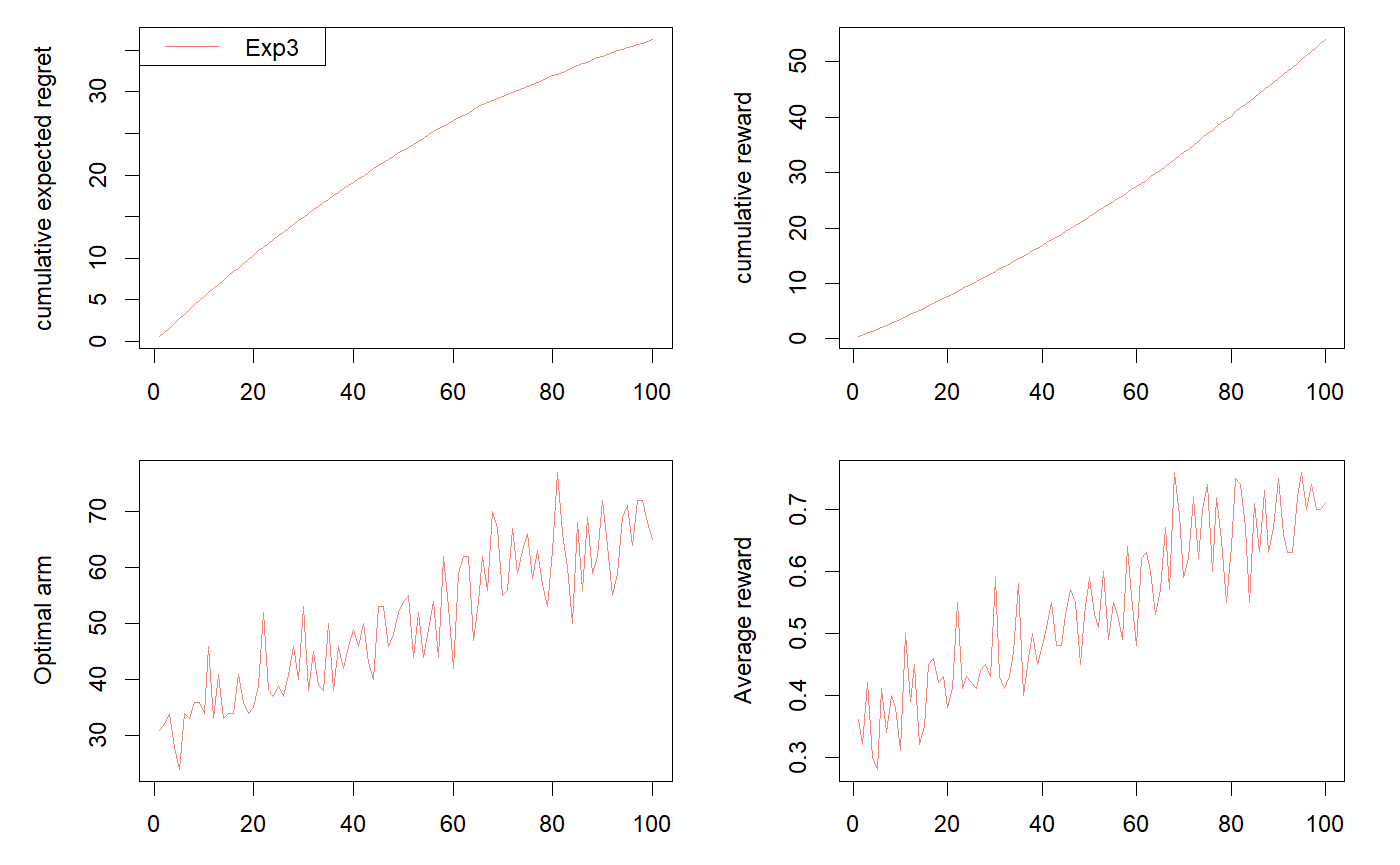 Exp3
cumulative expected regret
0 5 10 20 30
0 20 40 60 80 100
cumulative reward
0 10 20 30 40 50
0 20 40 60 80 100
Optimal arm
30 40 50 60 70
0 20 40 60 80 100
Average reward
0.3 0.4 0.5 0.6 0.7
0 20 40 60 80 100